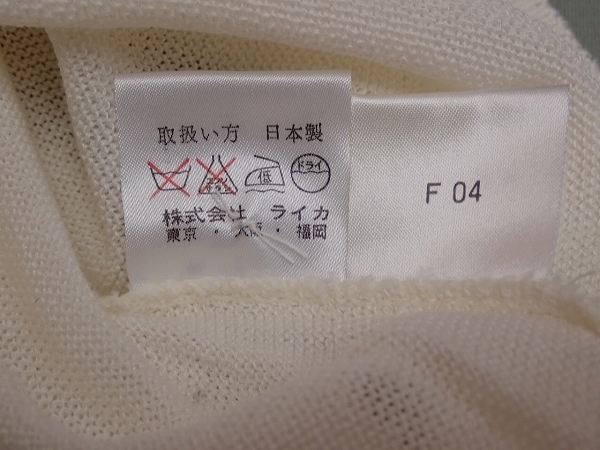 取扱い方 日本製
低 ドライ
株式会社 ライカ
東京・大阪・福岡
F 04